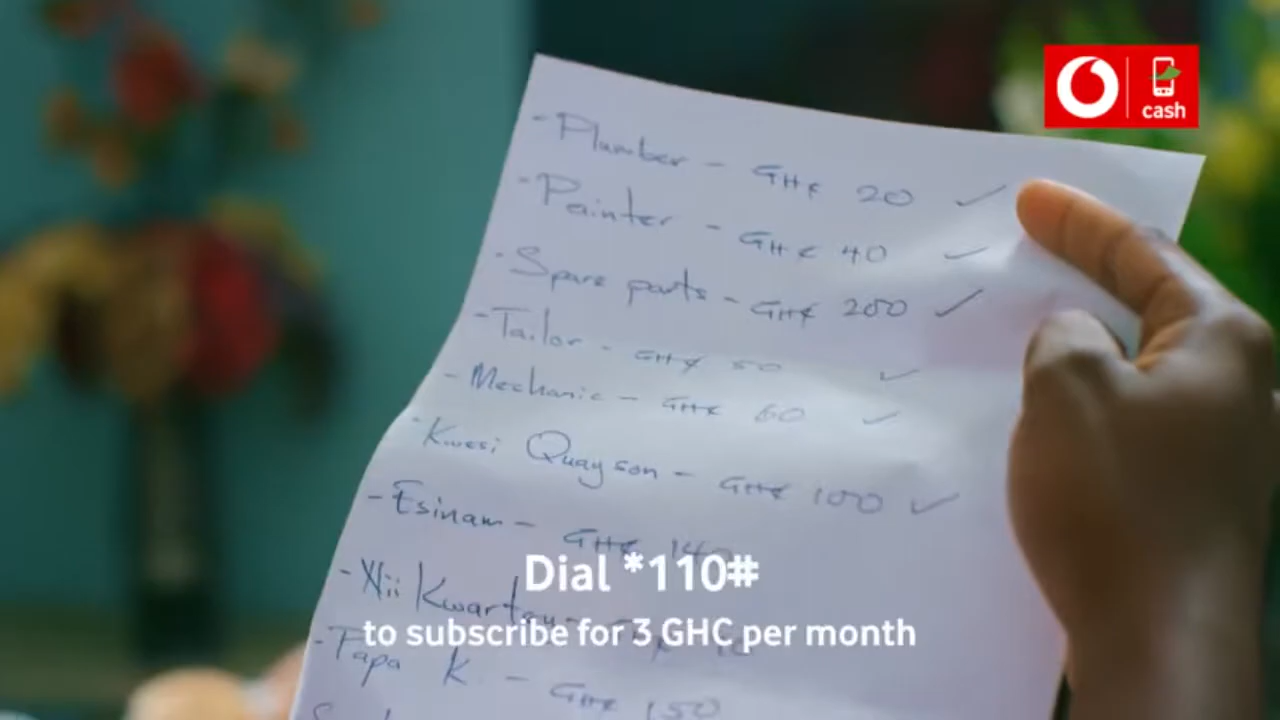 cash
- Plumber - GH¢ 20 ✓
- Painter - GH¢ 40 ✓
- Spare parts - GH¢ 200 ✓
- Tailor - GH¢ 50 ✓
- Mechanic - GH¢ 60 ✓
- Kwesi Quayson - GH¢ 100 ✓
- Esinam - GH¢ 140
Dial *110#
- Nii Kwartey -
to subscribe for 3 GHC per month
- Papa K. - GH¢ 150